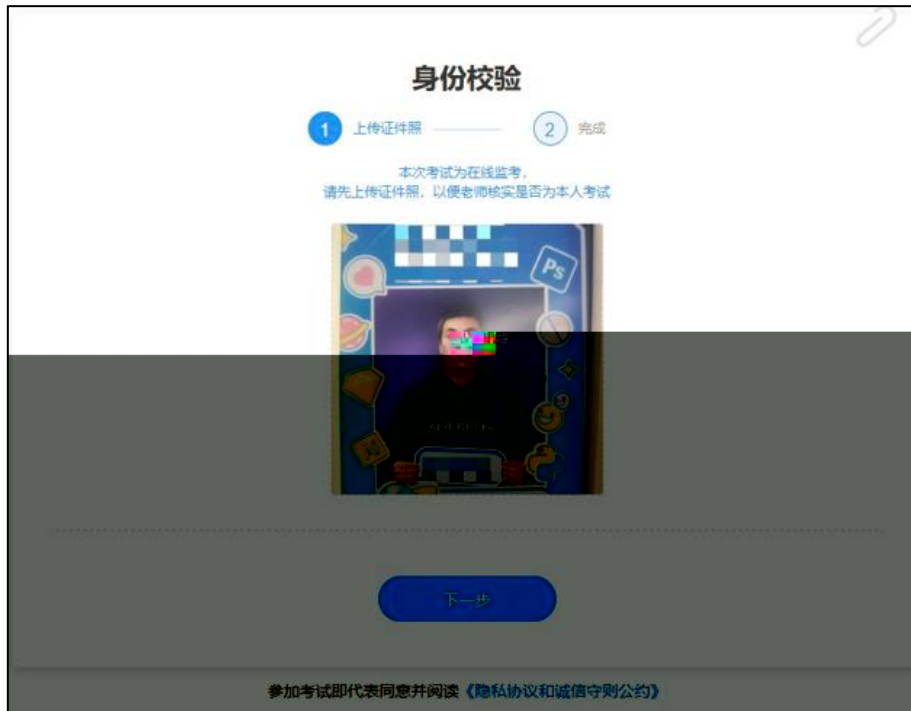 身份校验
1 上传证件照 2 完成
本次考试为在线监考，
请先上传证件照，以便老师核实是否为本人考试
Ps
下一步
参加考试即代表同意并阅读《隐私协议和诚信守则公约》